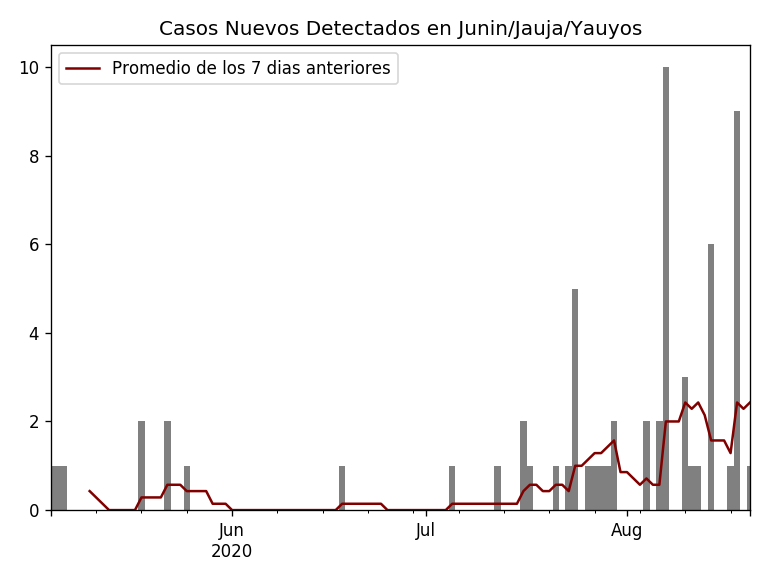 Casos Nuevos Detectados en Junin/Jauja/Yauyos
Promedio de los 7 dias anteriores
10
8
6
4
2
0
Jun
2020
Jul
Aug